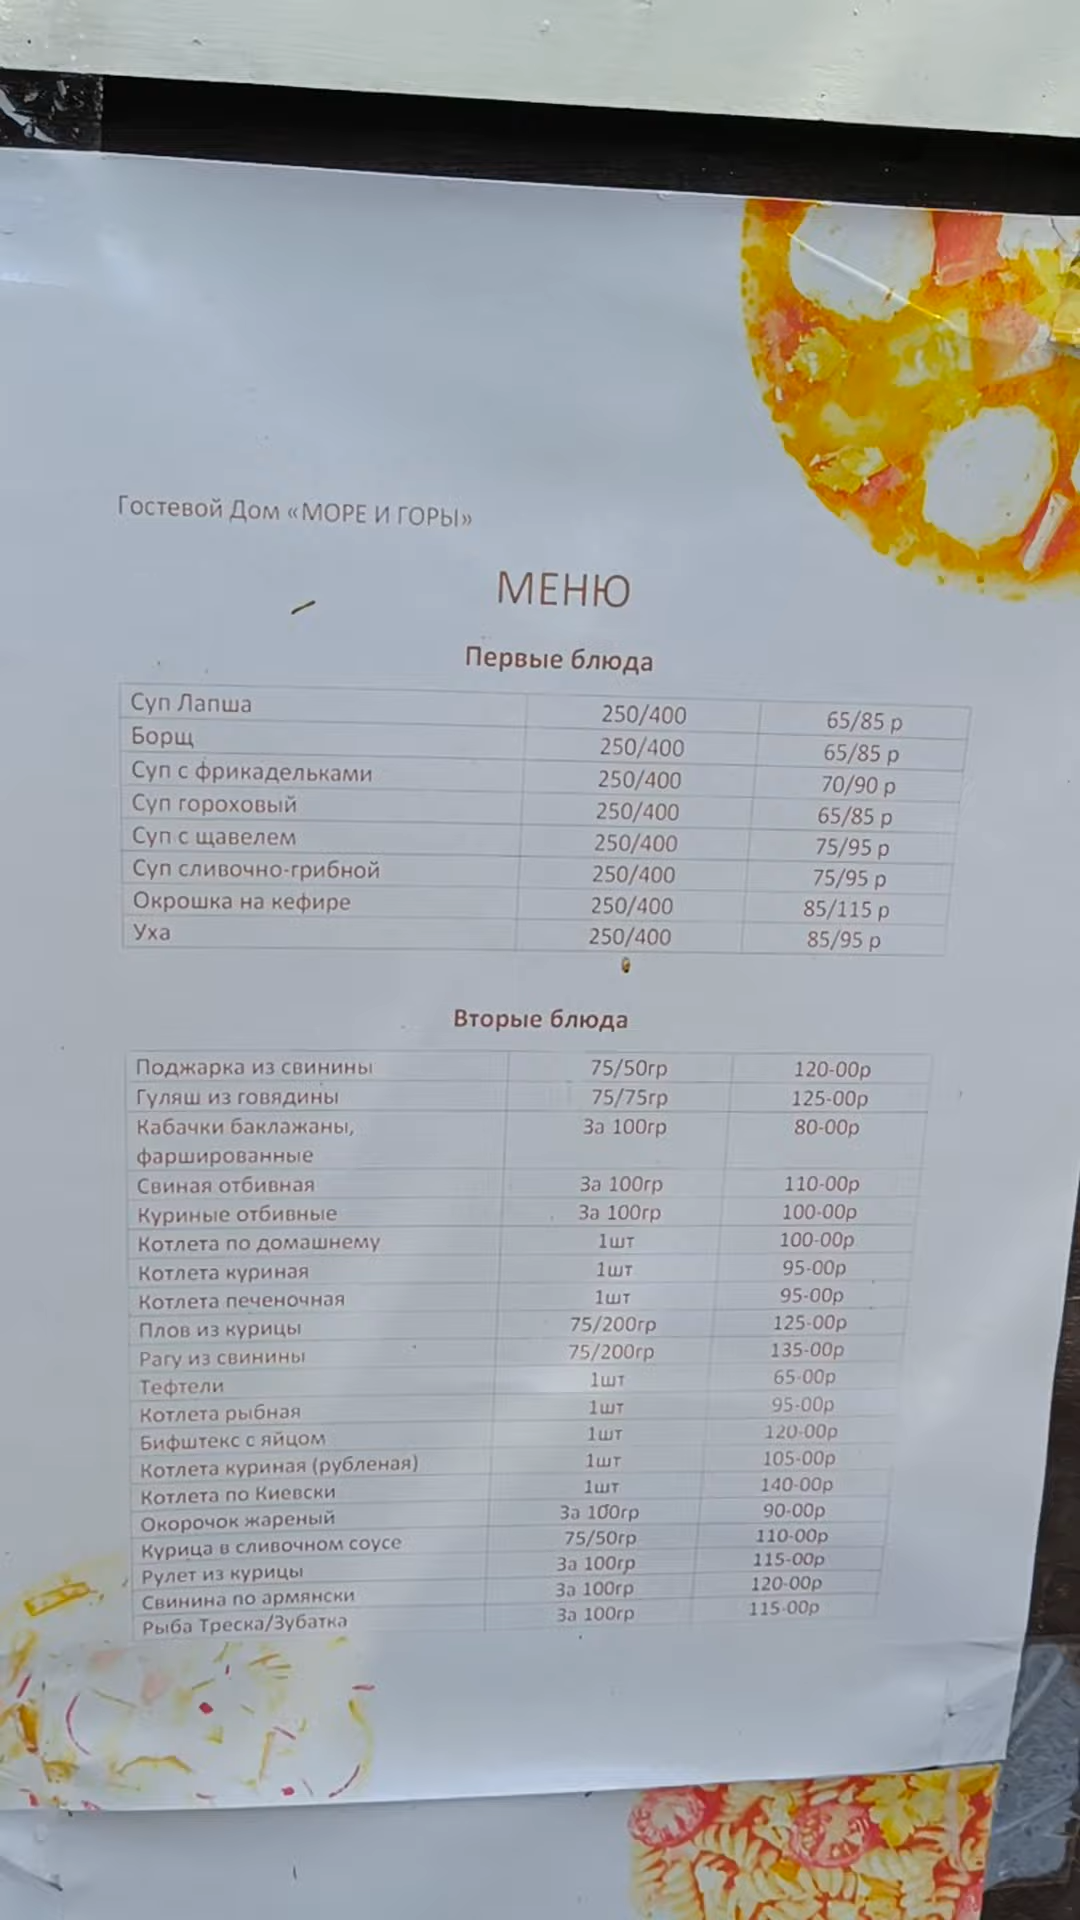 Гостевой Дом «МОРЕ И ГОРЫ»
МЕНЮ
Первые блюда
Суп Лапша 250/400 65/85 р
Борщ 250/400 65/85 р
Суп с фрикадельками 250/400 70/90 р
Суп гороховый 250/400 65/85 р
Суп с щавелем 250/400 75/95 р
Суп сливочно-грибной 250/400 75/95 р
Окрошка на кефире 250/400 85/115 р
Уха 250/400 85/95 р
Вторые блюда
Поджарка из свинины 75/50гр 120-00р
Гуляш из говядины 75/75гр 125-00р
Кабачки баклажаны, За 100гр 80-00р
фаршированные
Свиная отбивная За 100гр 110-00р
Куриные отбивные За 100гр 100-00р
Котлета по домашнему 1шт 100-00р
Котлета куриная 1шт 95-00р
Котлета печеночная 1шт 95-00р
Плов из курицы 75/200гр 125-00р
Рагу из свинины 75/200гр 135-00р
Тефтели 1шт 65-00р
Котлета рыбная 1шт 95-00р
Бифштекс с яйцом 1шт 120-00р
Котлета куриная (рубленая) 1шт 105-00р
Котлета по Киевски 1шт 140-00р
Окорочок жареный За 100гр 90-00р
Курица в сливочном соусе 75/50гр 110-00р
Рулет из курицы За 100гр 115-00р
Свинина по армянски За 100гр 120-00р
Рыба Треска/Зубатка За 100гр 115-00р